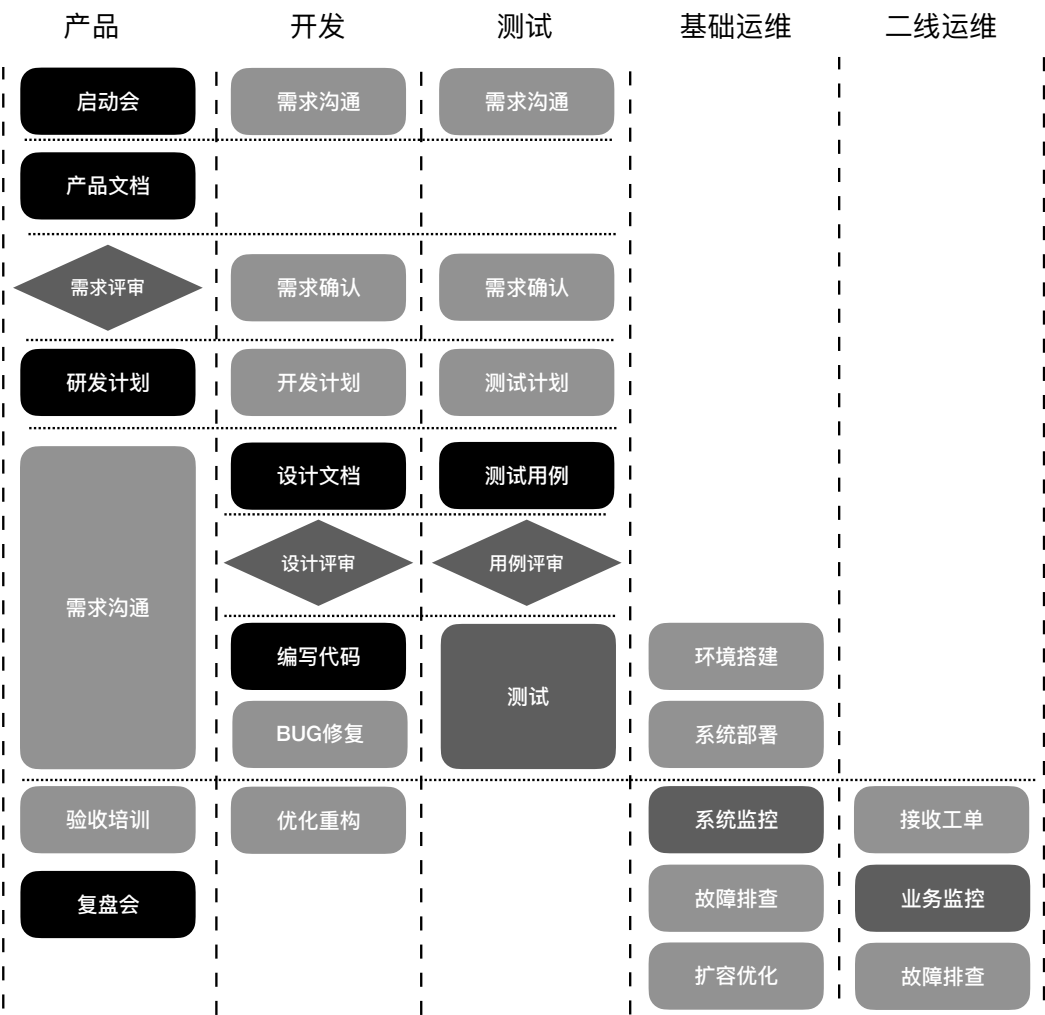 产品 开发 测试 基础运维 二线运维
启动会 需求沟通 需求沟通
产品文档
需求评审 需求确认 需求确认
研发计划 开发计划 测试计划
设计文档 测试用例
设计评审 用例评审
需求沟通
编写代码 测试 环境搭建
BUG修复 系统部署
验收培训 优化重构 系统监控 接收工单
复盘会 故障排查 业务监控
扩容优化 故障排查